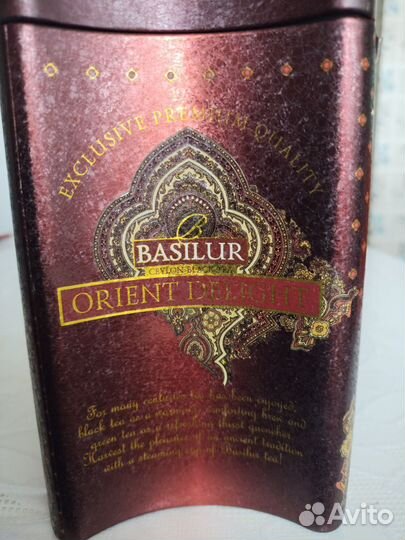 EXCLUSIVE PREMIUM QUALITY
B
BASILUR
CEYLON BLACK TEA
ORIENT DELIGHT
For many centuries tea has been enjoyed,
black tea as a warming, comforting brew and
green tea as a refreshing thirst quencher.
Harvest the pleasures of an ancient tradition
with a steaming cup of Basilur tea!
Avito